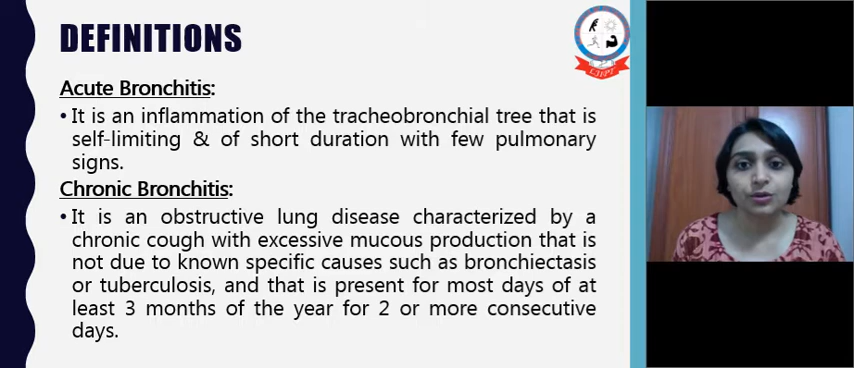 DEFINITIONS
Acute Bronchitis:
• It is an inflammation of the tracheobronchial tree that is
self-limiting & of short duration with few pulmonary
signs.
Chronic Bronchitis:
• It is an obstructive lung disease characterized by a
chronic cough with excessive mucous production that is
not due to known specific causes such as bronchiectasis
or tuberculosis, and that is present for most days of at
least 3 months of the year for 2 or more consecutive
days.